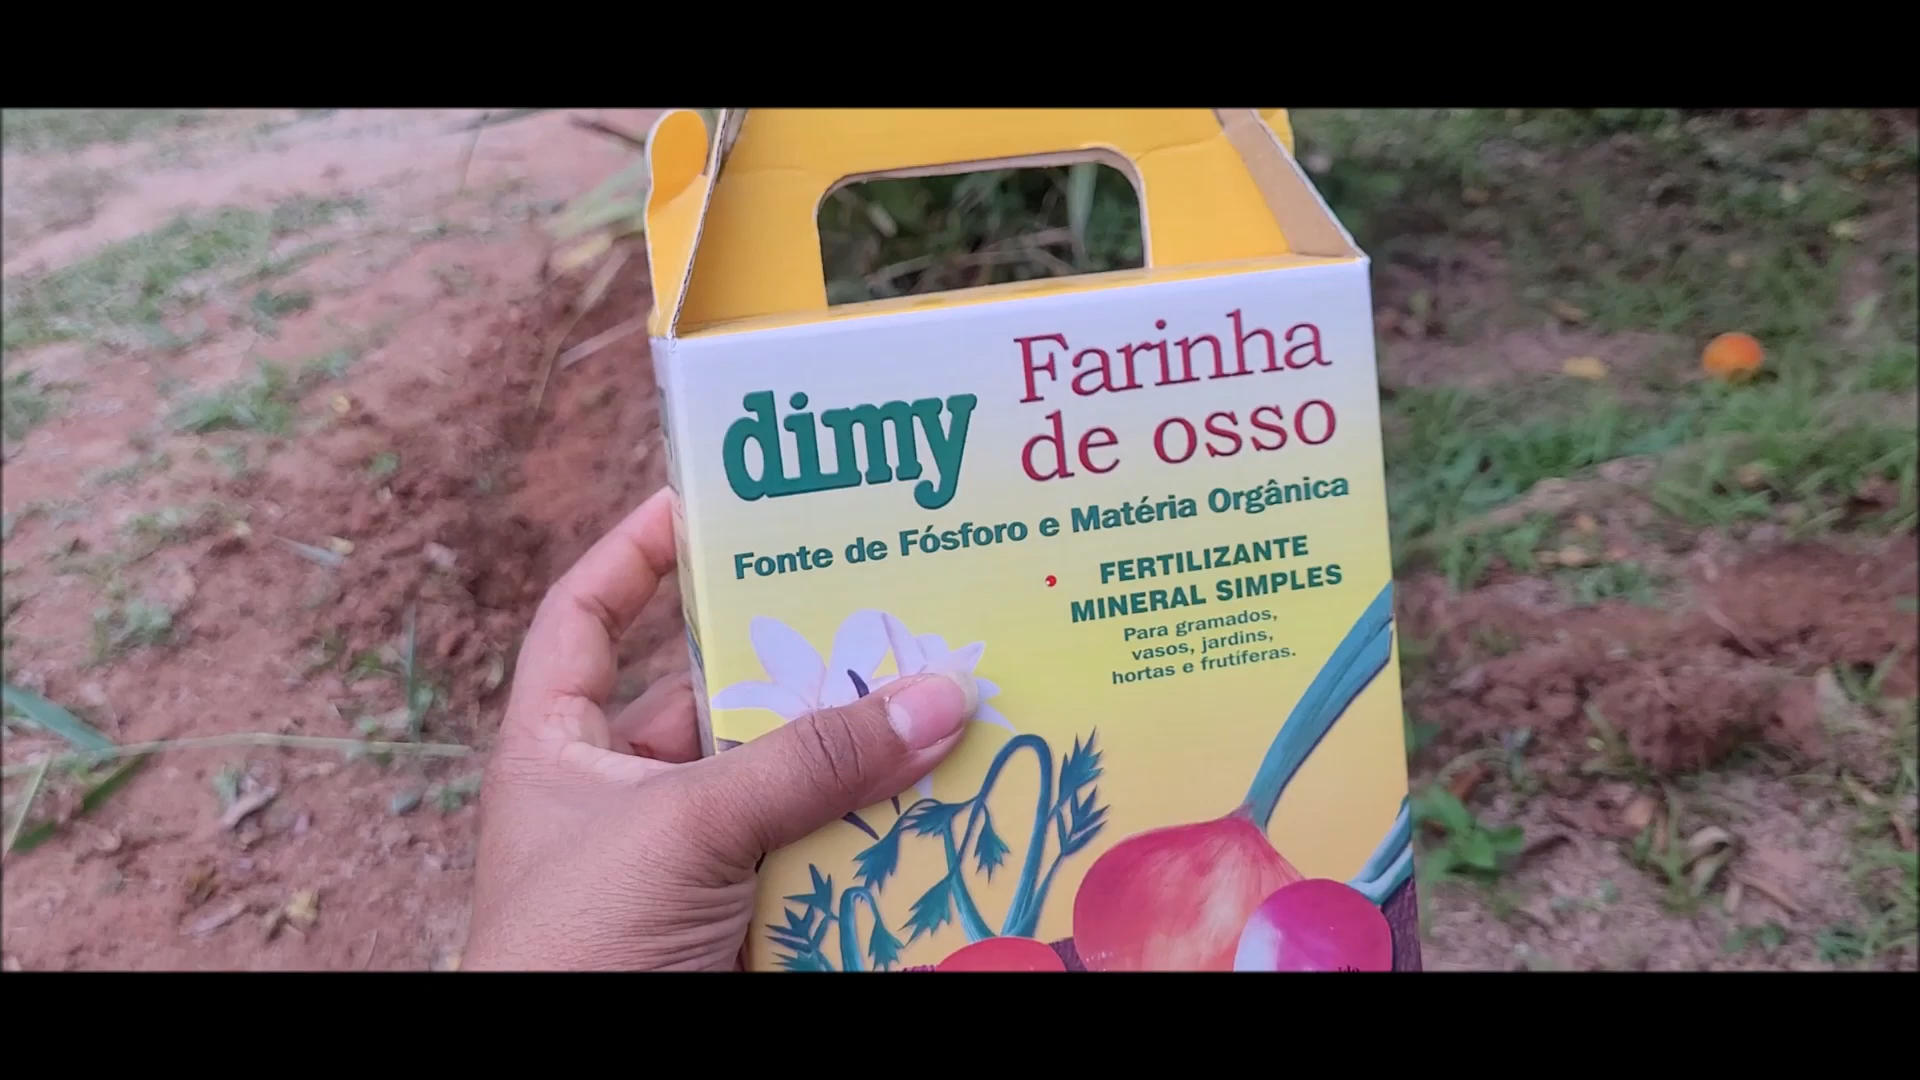 dimy
Farinha
de osso
Fonte de Fósforo e Matéria Orgânica
FERTILIZANTE
MINERAL SIMPLES
Para gramados,
vasos, jardins,
hortas e frutíferas.